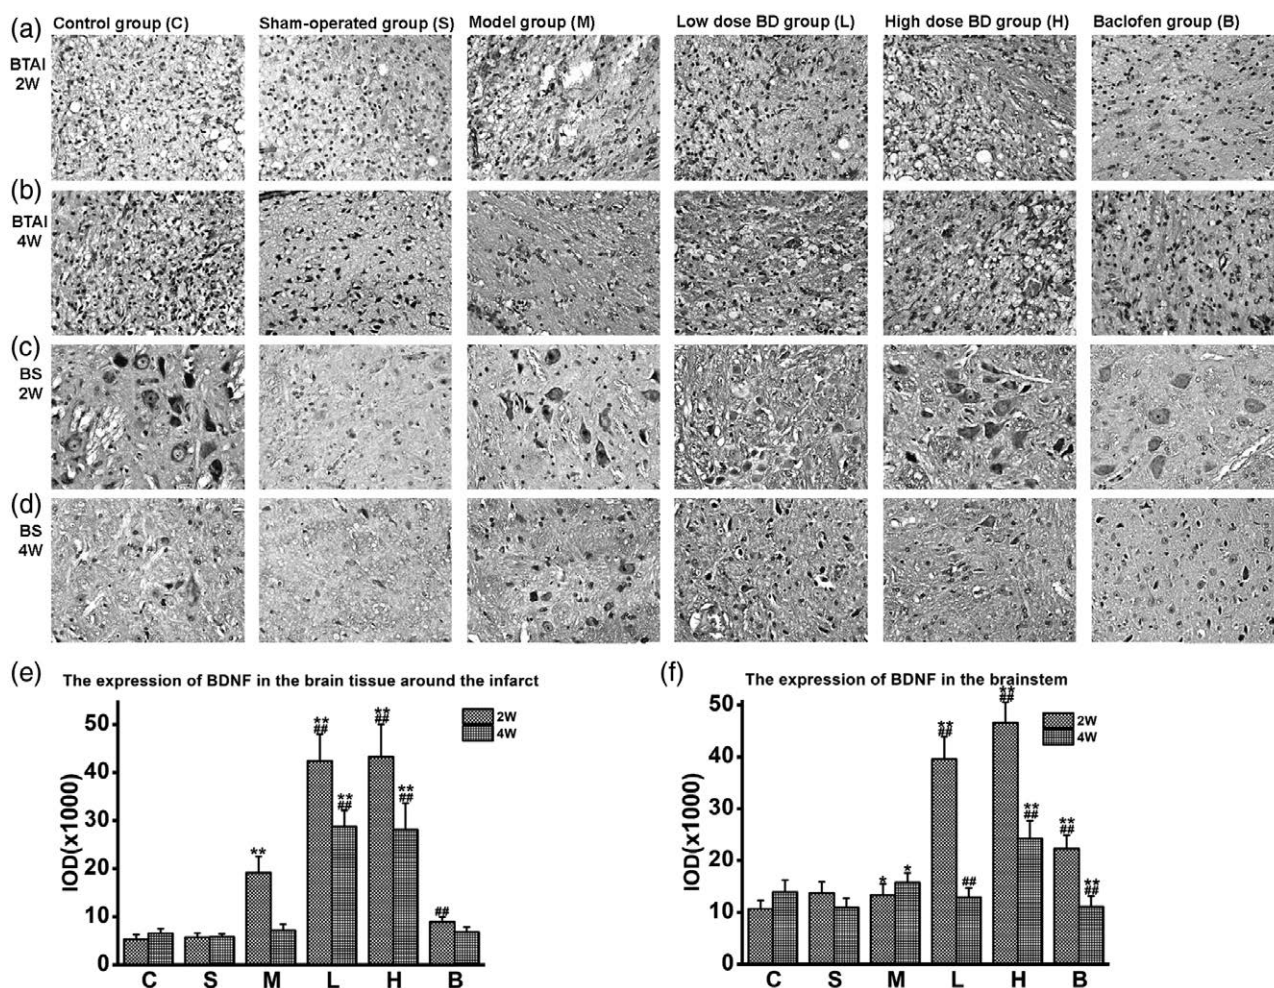 Control group (C) Sham-operated group (S) Model group (M) Low dose BD group (L) High dose BD group (H) Baclofen group (B)
(a)
BTAI
2W
(b)
BTAI
4W
(c)
BS
2W
(d)
BS
4W
(e) The expression of BDNF in the brain tissue around the infarct
IOD(x1000)
50
40
30
20
10
0
2W
4W
**
**
##
**
##
**
##
**
##
##
C S M L H B
(f) The expression of BDNF in the brainstem
IOD(x1000)
50
40
30
20
10
0
2W
4W
*
*
**
##
##
**
##
**
##
**
##
**
##
C S M L H B